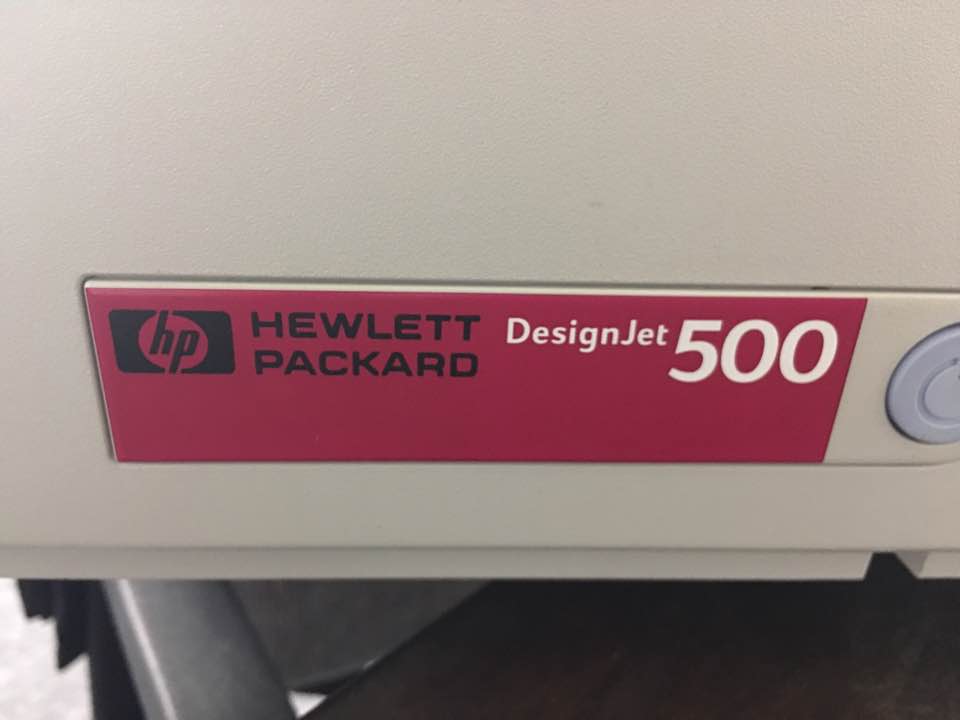 hp HEWLETT
PACKARD
DesignJet 500